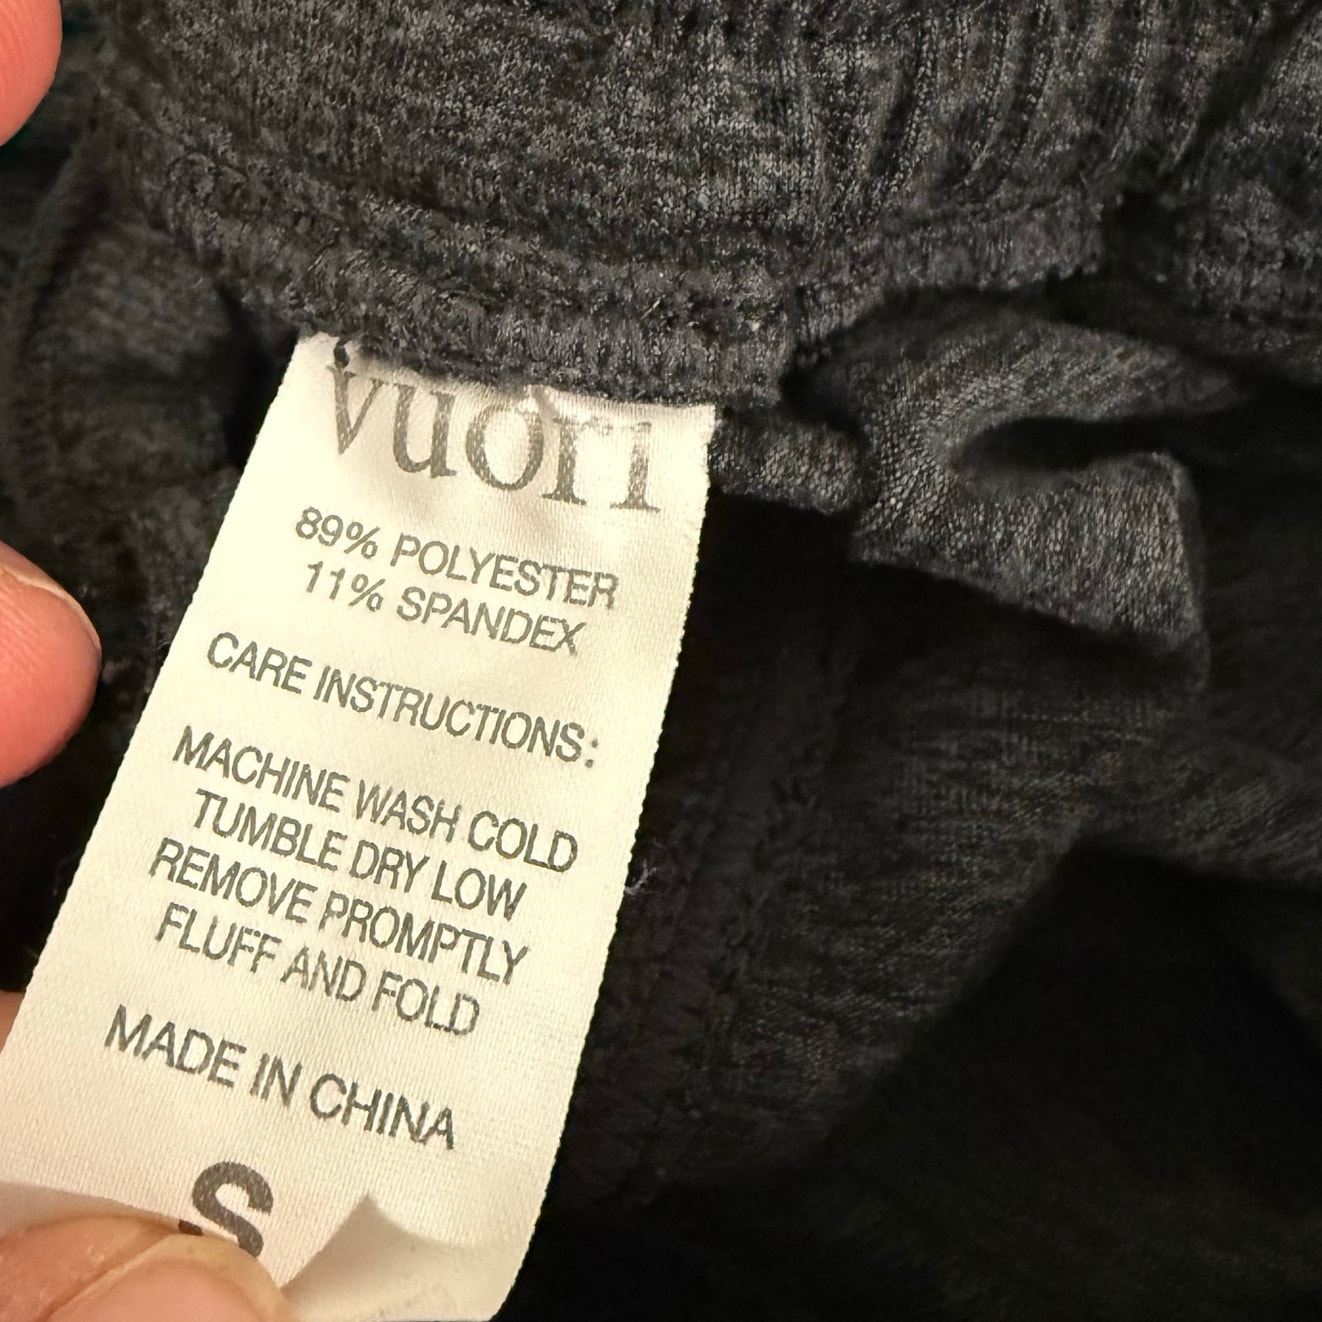 vuori
89% POLYESTER
11% SPANDEX
CARE INSTRUCTIONS:
MACHINE WASH COLD
TUMBLE DRY LOW
REMOVE PROMPTLY
FLUFF AND FOLD
MADE IN CHINA
S